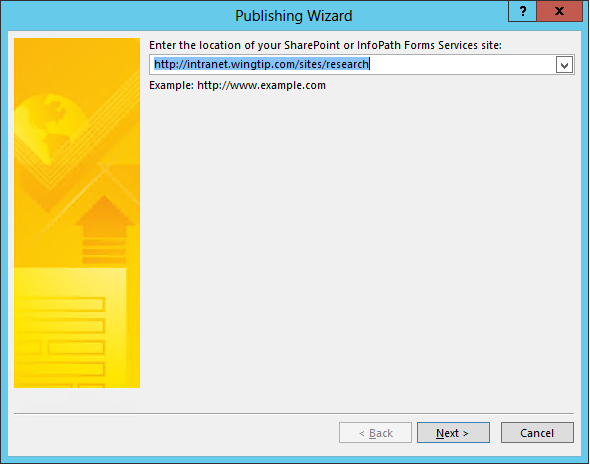 Publishing Wizard
?
X
Enter the location of your SharePoint or InfoPath Forms Services site:
http://intranet.wingtip.com/sites/research
Example: http://www.example.com
< Back
Next >
Cancel